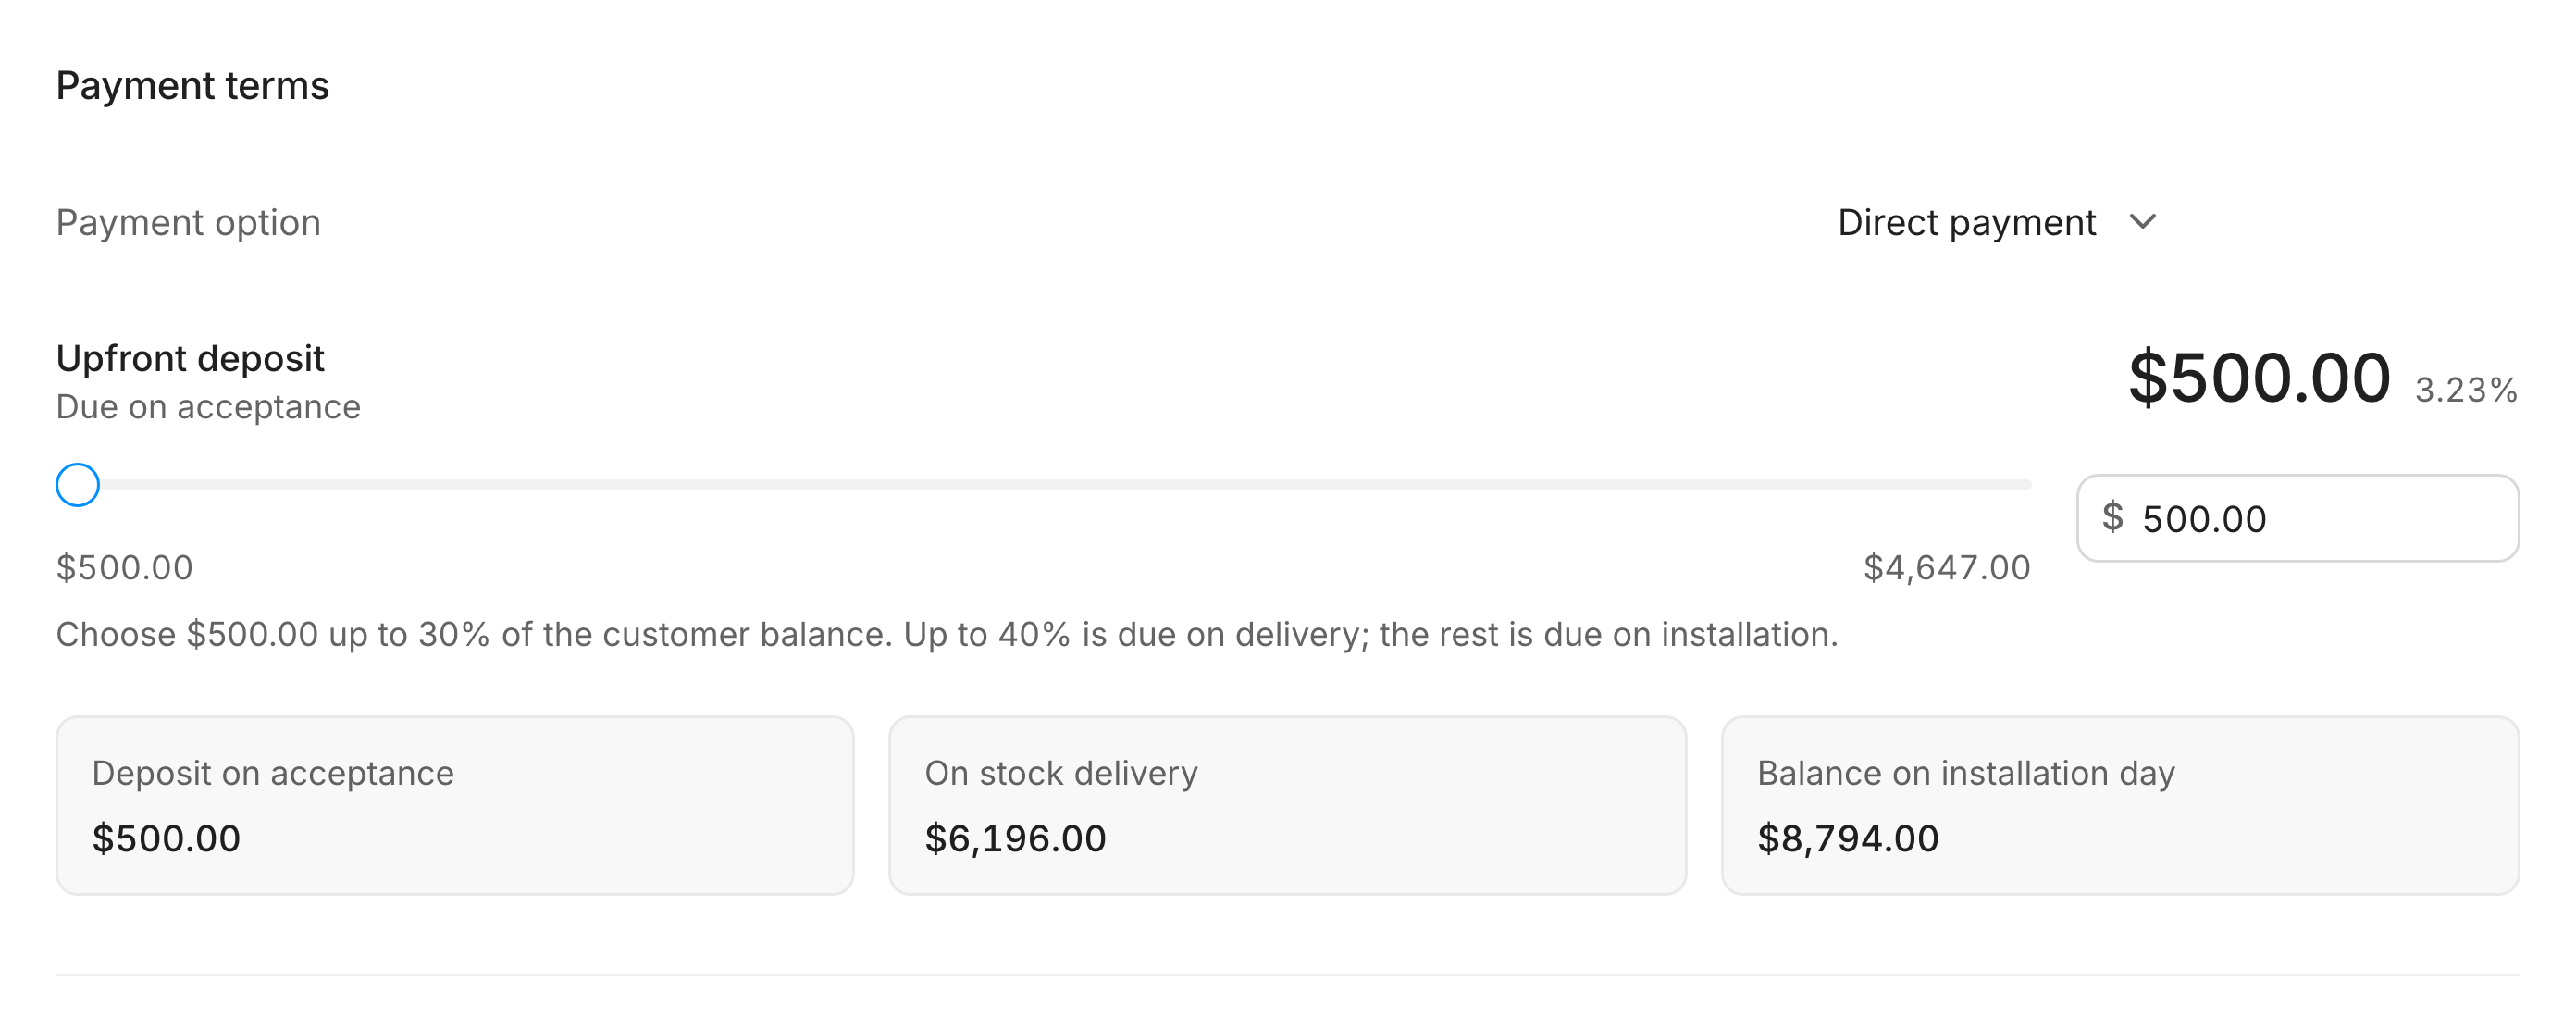 Payment terms
Payment option
Direct payment
Upfront deposit
Due on acceptance
$500.00 3.23%
$ 500.00
$500.00
$4,647.00
Choose $500.00 up to 30% of the customer balance. Up to 40% is due on delivery; the rest is due on installation.
Deposit on acceptance
$500.00
On stock delivery
$6,196.00
Balance on installation day
$8,794.00